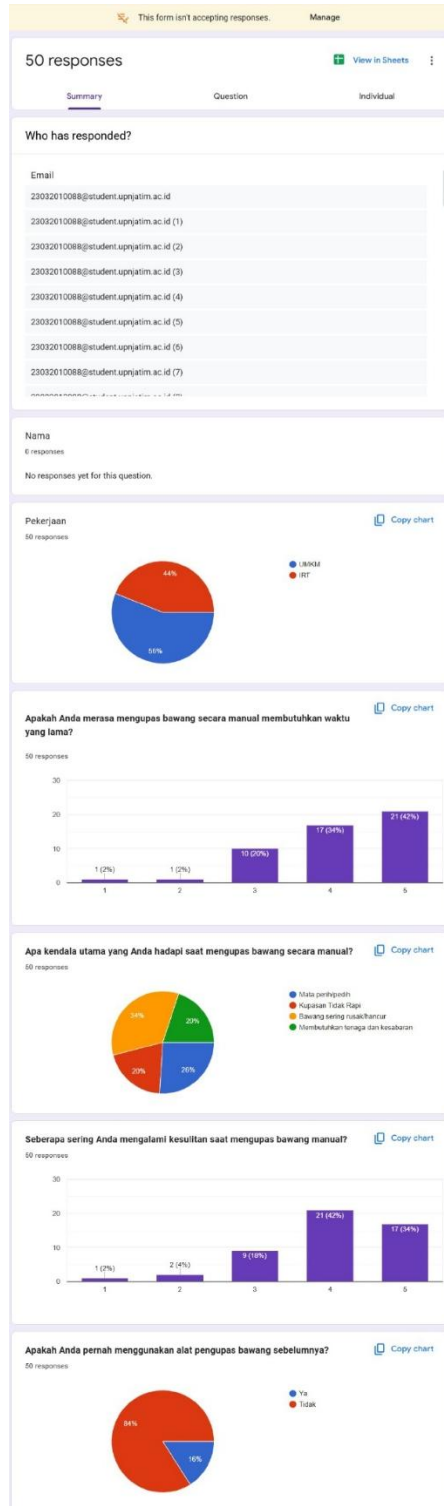 This form isn't accepting responses. Manage
50 responses
View in Sheets
Summary Question Individual
Who has responded?
Email
23032010088@student.upnjatim.ac.id
23032010088@student.upnjatim.ac.id (1)
23032010088@student.upnjatim.ac.id (2)
23032010088@student.upnjatim.ac.id (3)
23032010088@student.upnjatim.ac.id (4)
23032010088@student.upnjatim.ac.id (5)
23032010088@student.upnjatim.ac.id (6)
23032010088@student.upnjatim.ac.id (7)
Nama
0 responses
No responses yet for this question.
Pekerjaan
Copy chart
50 responses
44%
56%
UMKM
IRT
Apakah Anda merasa mengupas bawang secara manual membutuhkan waktu
yang lama?
Copy chart
50 responses
30
20
10
0
1 (2%)
1 (2%)
10 (20%)
17 (34%)
21 (42%)
1 2 3 4 5
Apa kendala utama yang Anda hadapi saat mengupas bawang secara manual?
Copy chart
50 responses
34%
20%
20%
26%
Mata perih/pedih
Kupasan Tidak Rapi
Bawang sering rusak/hancur
Membutuhkan tenaga dan kesabaran
Seberapa sering Anda mengalami kesulitan saat mengupas bawang manual?
Copy chart
50 responses
30
20
10
0
1 (2%)
2 (4%)
9 (18%)
21 (42%)
17 (34%)
1 2 3 4 5
Apakah Anda pernah menggunakan alat pengupas bawang sebelumnya?
Copy chart
50 responses
84%
16%
Ya
Tidak